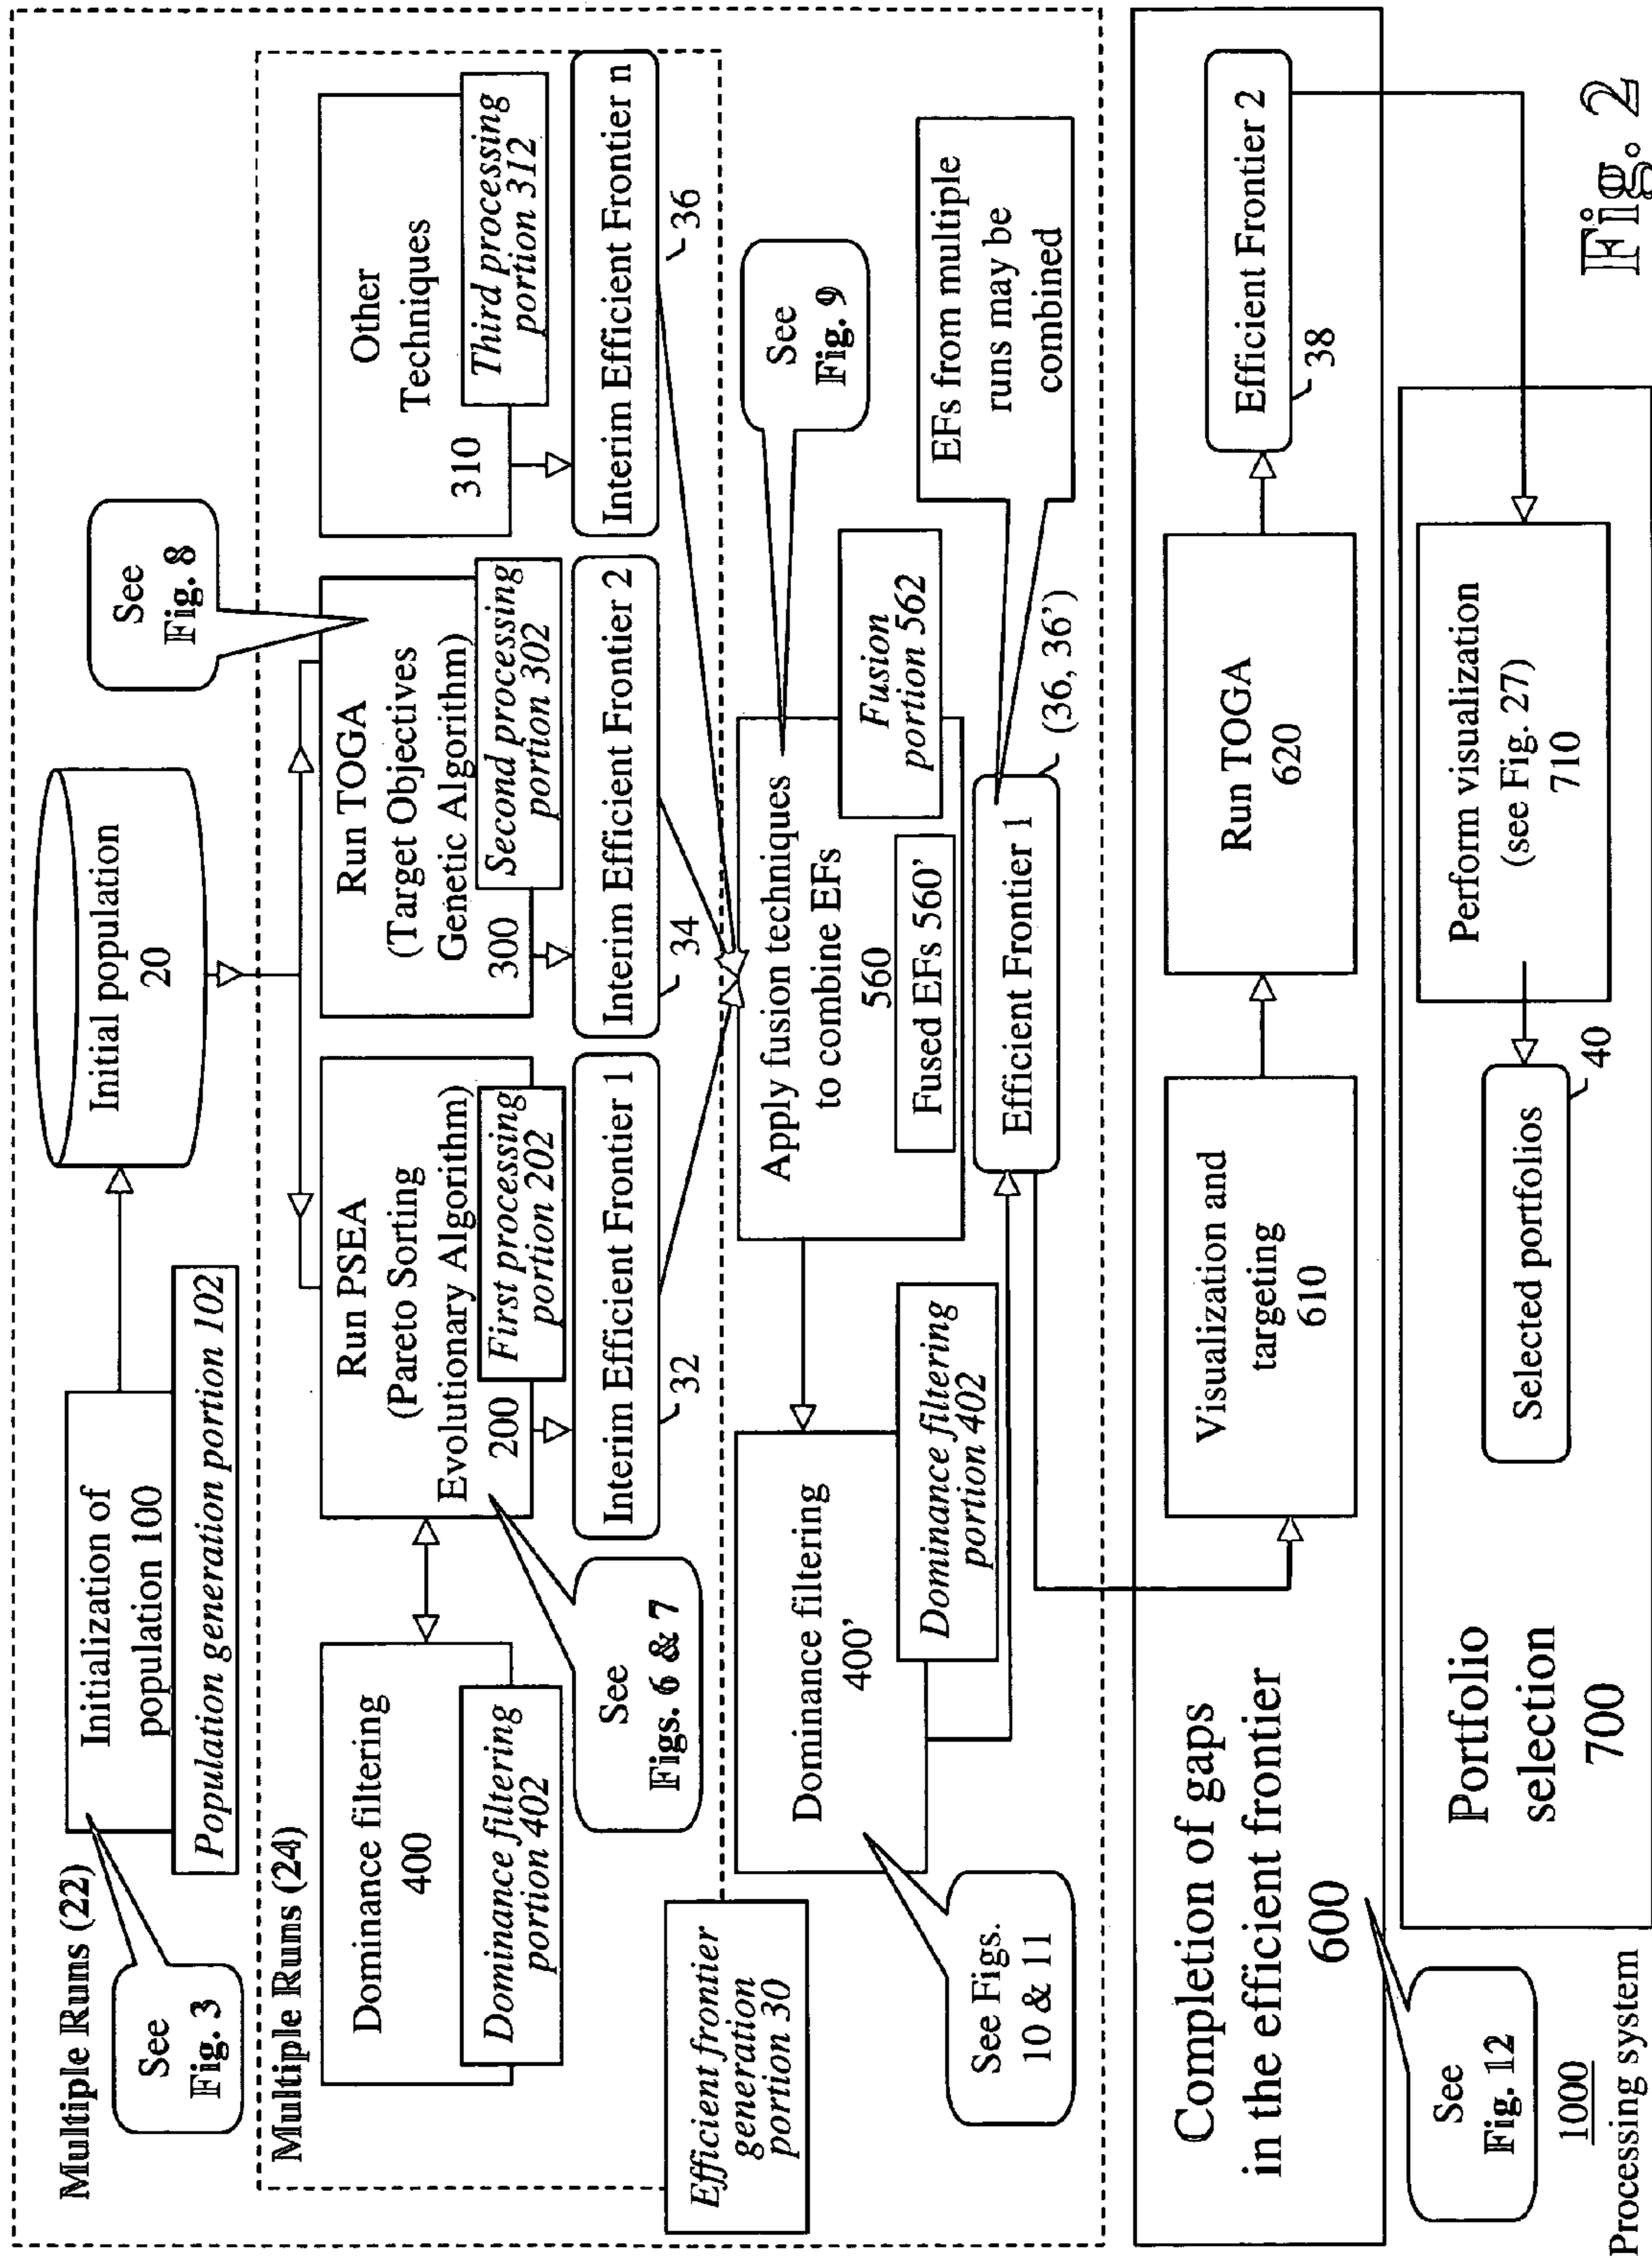 Multiple Runs (22)
See
Fig. 3
Initialization of
population 100
Population generation portion 102
Initial population
20
See
Fig. 8
Multiple Runs (24)
Dominance filtering
400
Dominance filtering
portion 402
Run PSEA
(Pareto Sorting
Evolutionary Algorithm)
200
First processing
portion 202
Interim Efficient Frontier 1
32
See
Figs. 6 & 7
Run TOGA
(Target Objectives
Genetic Algorithm)
300
Second processing
portion 302
Interim Efficient Frontier 2
34
Other
Techniques
310
Third processing
portion 312
Interim Efficient Frontier n
36
Efficient frontier
generation
portion 30
Dominance filtering
400’
Dominance filtering
portion 402
See Figs.
10 & 11
Apply fusion techniques
to combine EFs
560
Fused EFs 560’
Fusion
portion 562
See
Fig. 9
Efficient Frontier 1
(36, 36’)
EFs from multiple
runs may be
combined
Completion of gaps
in the efficient frontier
600
See
Fig. 12
Visualization and
targeting
610
Run TOGA
620
Efficient Frontier 2
38
Portfolio
selection
700
Selected portfolios
40
Perform visualization
(see Fig. 27)
710
1000
Processing system
Fig. 2